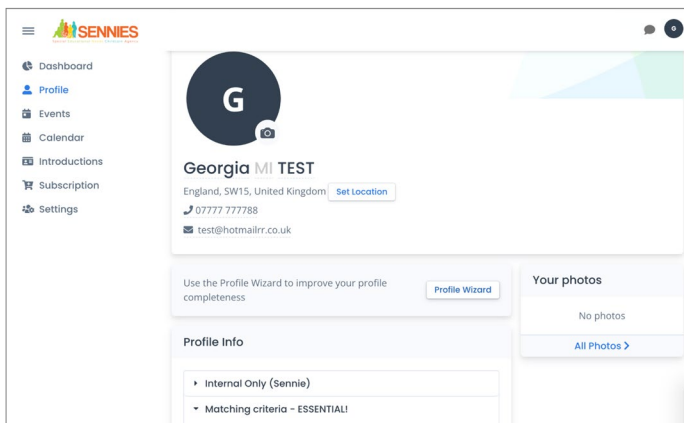 SENNIES
G
Dashboard
Profile
Events
Calendar
Introductions
Subscription
Settings
G
Georgia MI TEST
England, SW15, United Kingdom Set Location
07777 777788
test@hotmailrr.co.uk
Use the Profile Wizard to improve your profile
completeness
Profile Wizard
Profile Info
Internal Only (Sennie)
Matching criteria - ESSENTIAL!
Your photos
No photos
All Photos